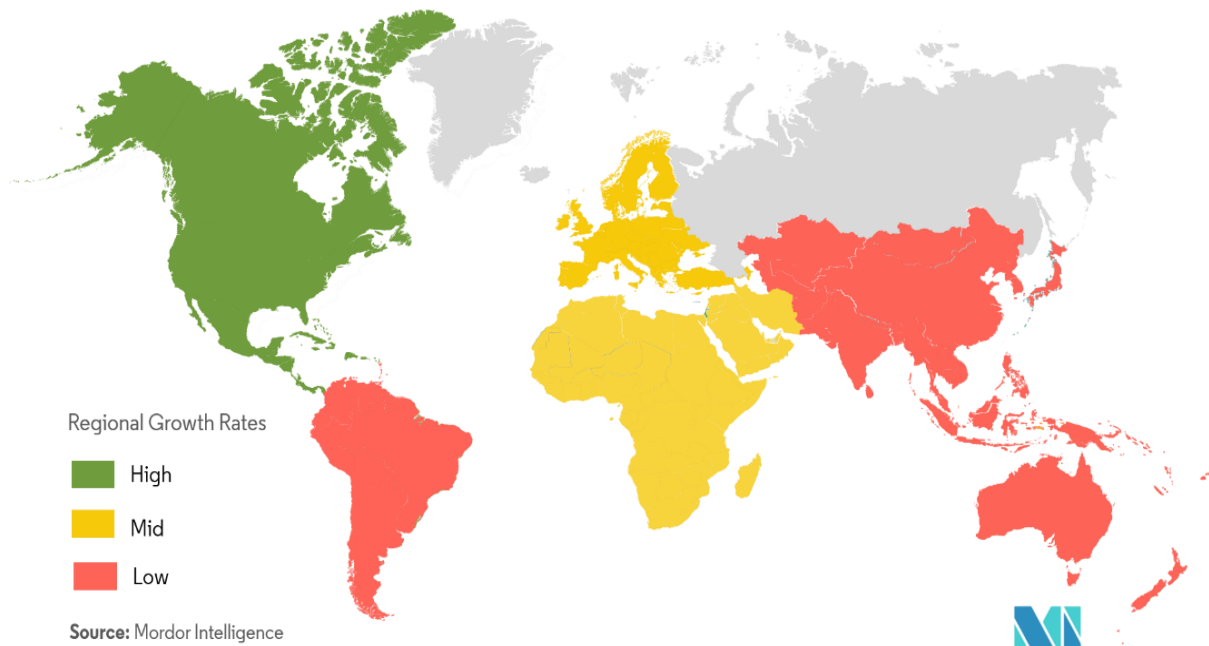 Regional Growth Rates
High
Mid
Low
Source: Mordor Intelligence